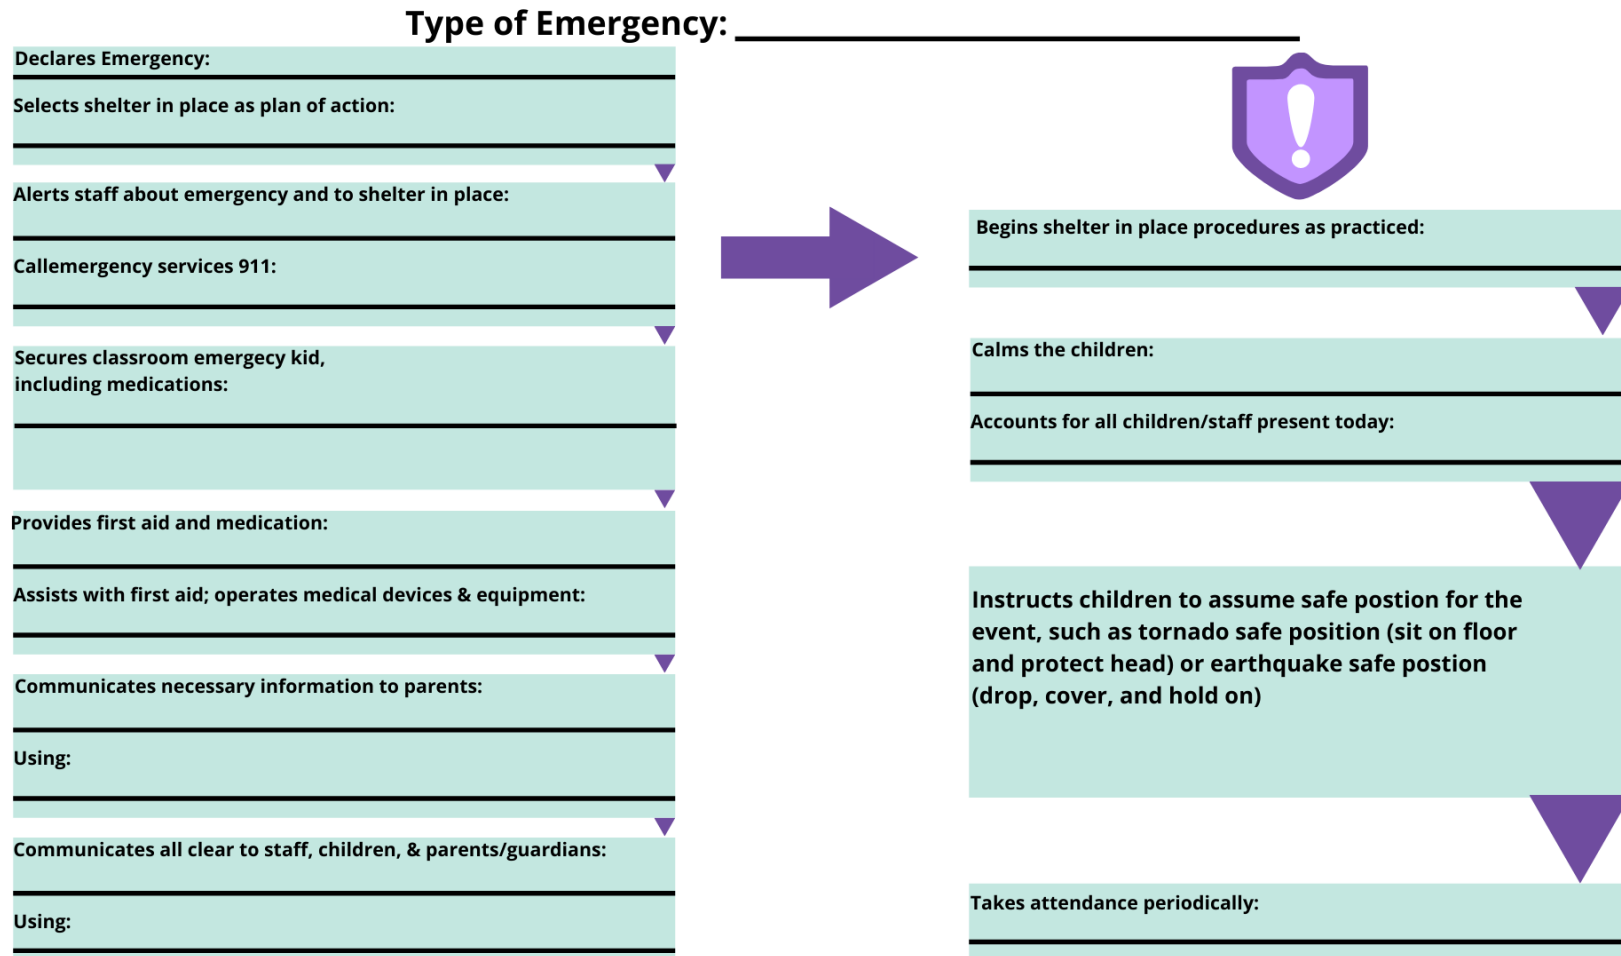 Type of Emergency:
Declares Emergency:
Selects shelter in place as plan of action:
Alerts staff about emergency and to shelter in place:
Callemergency services 911:
Secures classroom emergecy kid,
including medications:
Provides first aid and medication:
Assists with first aid; operates medical devices & equipment:
Communicates necessary information to parents:
Using:
Communicates all clear to staff, children, & parents/guardians:
Using:
Begins shelter in place procedures as practiced:
Calms the children:
Accounts for all children/staff present today:
Instructs children to assume safe postion for the
event, such as tornado safe position (sit on floor
and protect head) or earthquake safe postion
(drop, cover, and hold on)
Takes attendance periodically: